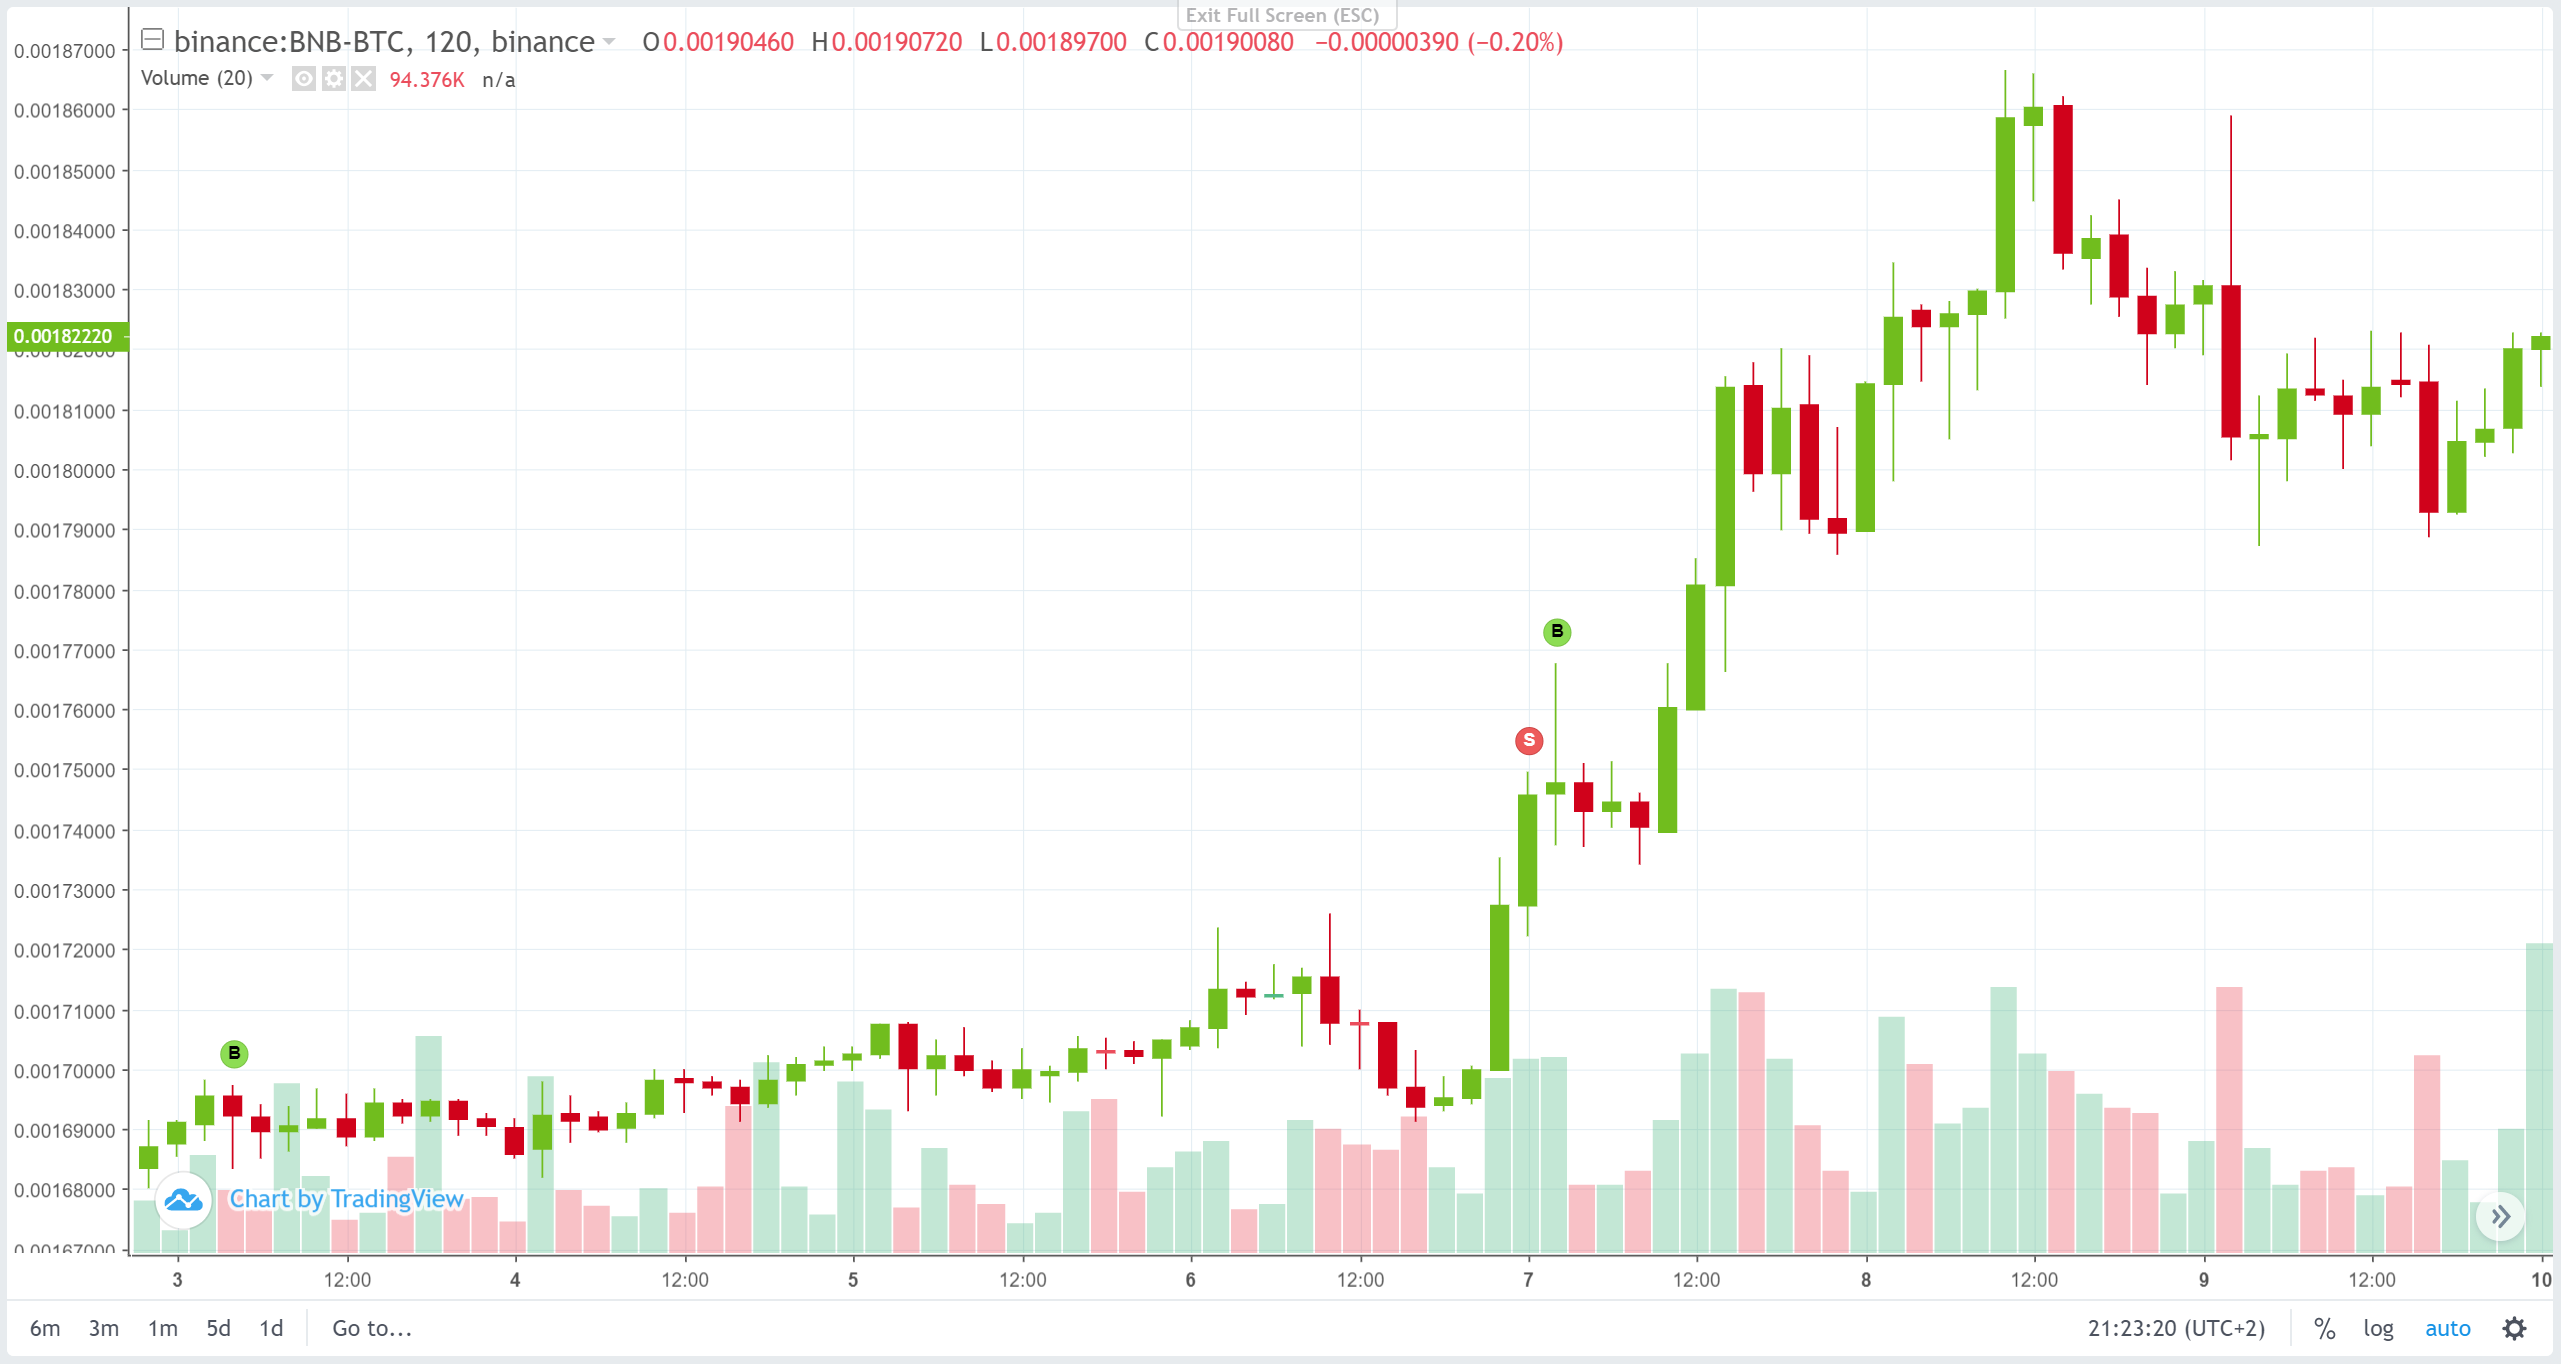 Exit Full Screen (ESC)
binance:BNB-BTC, 120, binance O0.00190460 H0.00190720 L0.00189700 C0.00190080 −0.00000390 (−0.20%)
Volume (20) 94.376K n/a
0.00187000
0.00186000
0.00185000
0.00184000
0.00183000
0.00182220
0.00182000
0.00181000
0.00180000
0.00179000
0.00178000
0.00177000
0.00176000
0.00175000
0.00174000
0.00173000
0.00172000
0.00171000
0.00170000
0.00169000
0.00168000
0.00167000
B
S
B
Chart by TradingView
3 12:00 4 12:00 5 12:00 6 12:00 7 12:00 8 12:00 9 12:00 10
6m 3m 1m 5d 1d Go to... 21:23:20 (UTC+2) % log auto